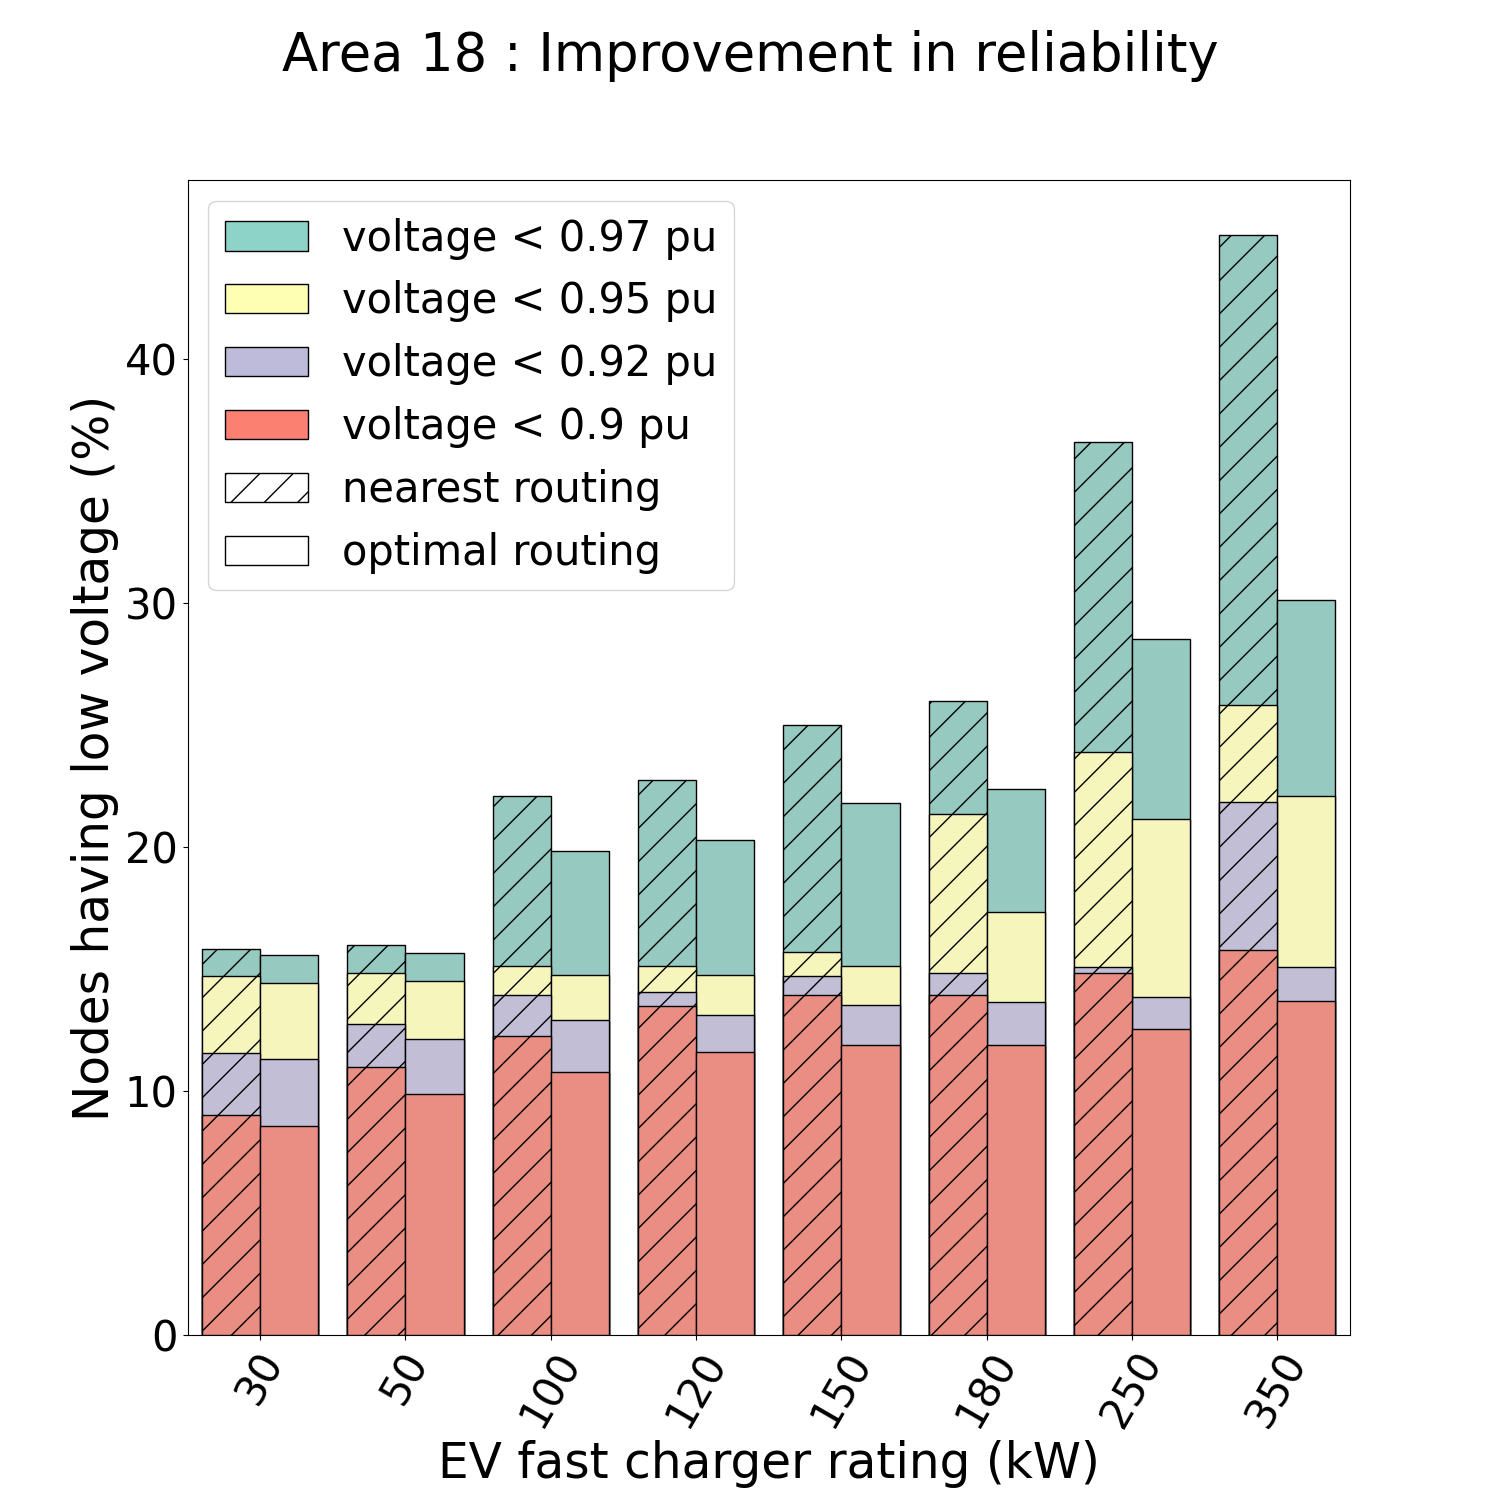 Area 18 : Improvement in reliability
voltage < 0.97 pu
voltage < 0.95 pu
voltage < 0.92 pu
voltage < 0.9 pu
nearest routing
optimal routing
Nodes having low voltage (%)
40
30
20
10
0
30 50 100 120 150 180 250 350
EV fast charger rating (kW)